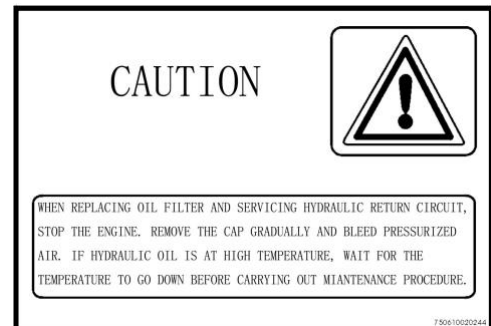 CAUTION
WHEN REPLACING OIL FILTER AND SERVICING HYDRAULIC RETURN CIRCUIT,
STOP THE ENGINE. REMOVE THE CAP GRADUALLY AND BLEED PRESSURIZED
AIR. IF HYDRAULIC OIL IS AT HIGH TEMPERATURE, WAIT FOR THE
TEMPERATURE TO GO DOWN BEFORE CARRYING OUT MIANTENANCE PROCEDURE.
750610020244